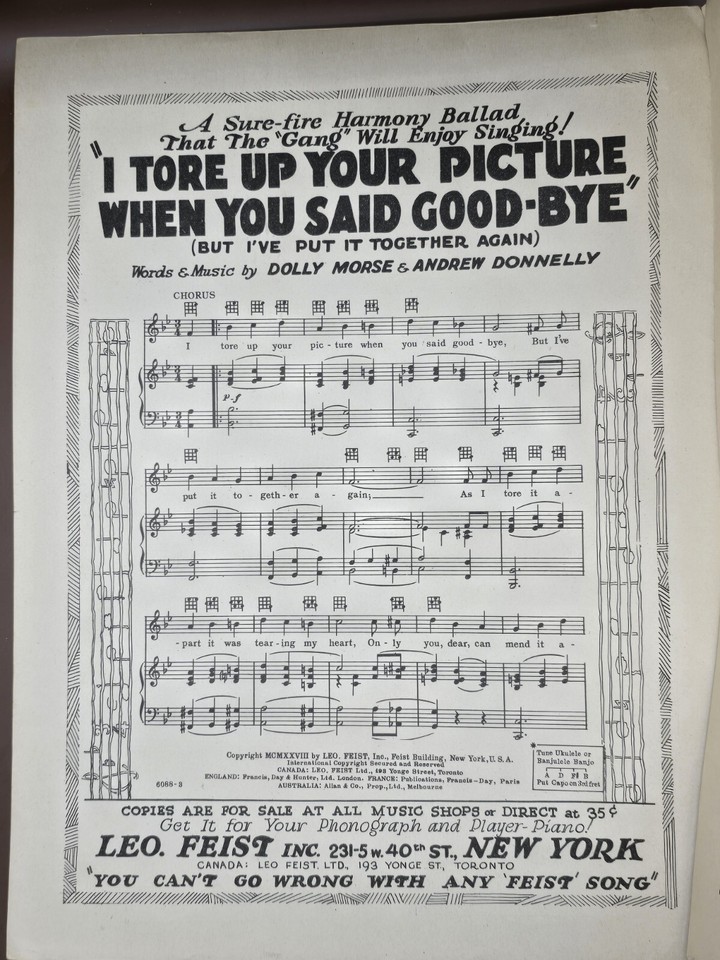 A Sure-fire Harmony Ballad
That The "Gang" Will Enjoy Singing!
"I TORE UP YOUR PICTURE
WHEN YOU SAID GOOD-BYE"
(BUT I'VE PUT IT TOGETHER AGAIN)
Words & Music by DOLLY MORSE & ANDREW DONNELLY
CHORUS
I tore up your pic - ture when you said good - bye, But I've
p-f
put it to - geth - er a - gain; As I tore it a -
- part it was tear - ing my heart, On - ly you, dear, can mend it a -
Copyright MCMXXVIII by LEO. FEIST, Inc., Feist Building, New York, U.S.A.
International Copyright Secured and Reserved
CANADA: LEO. FEIST Ltd., 193 Yonge Street, Toronto
ENGLAND: Francis, Day & Hunter, Ltd. London. FRANCE: Publications, Francis-Day, Paris
AUSTRALIA: Allan & Co., Prop., Ltd., Melbourne
6088-3
Tune Ukulele or
Banjulele Banjo
A D F# B
Put Capo on 3rd fret
COPIES ARE FOR SALE AT ALL MUSIC SHOPS or DIRECT at 35¢
Get It for Your Phonograph and Player-Piano!
LEO. FEIST INC. 231-5 W. 40th ST., NEW YORK
CANADA: LEO FEIST, LTD., 193 YONGE ST., TORONTO
"YOU CAN'T GO WRONG WITH ANY 'FEIST' SONG"